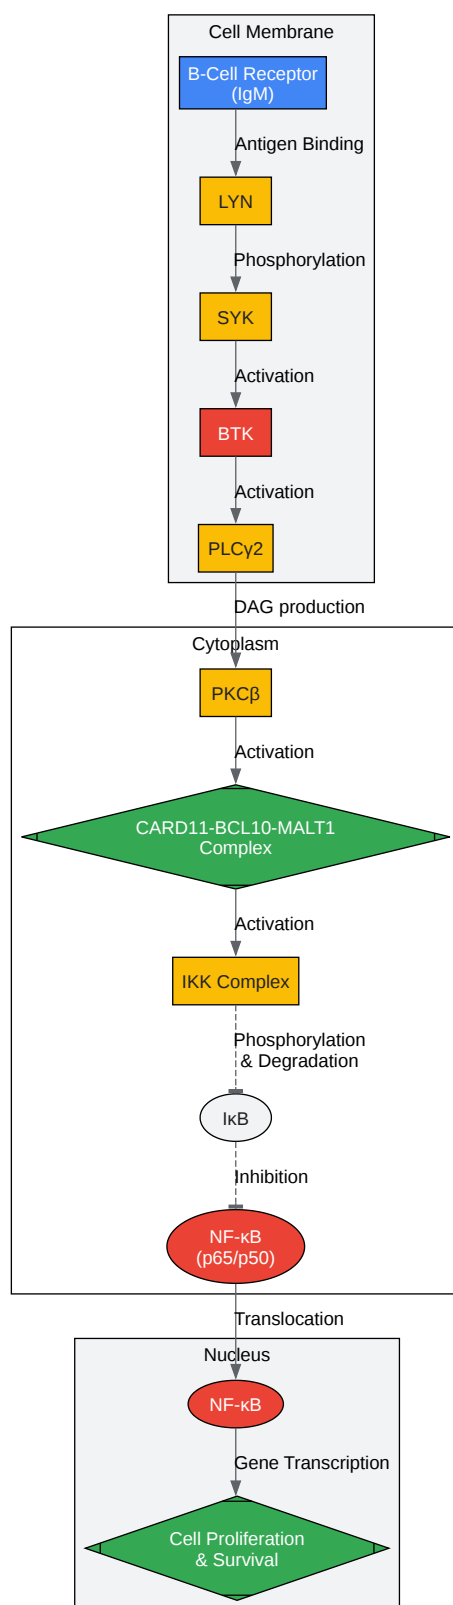 Cell Membrane
B-Cell Receptor
(IgM)
Antigen Binding
LYN
Phosphorylation
SYK
Activation
BTK
Activation
PLCγ2
DAG production
Cytoplasm
PKCβ
Activation
CARD11-BCL10-MALT1
Complex
Activation
IKK Complex
Phosphorylation
& Degradation
IκB
Inhibition
NF-κB
(p65/p50)
Translocation
Nucleus
NF-κB
Gene Transcription
Cell Proliferation
& Survival